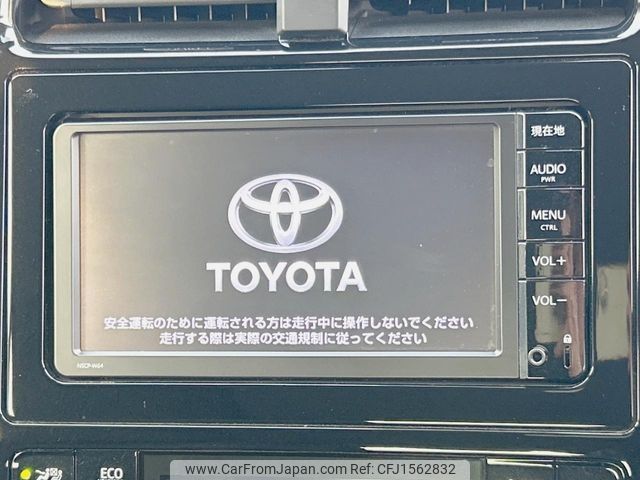 現在地
AUDIO
PWR
MENU
CTRL
VOL+
VOL−
TOYOTA
安全運転のために運転される方は走行中に操作しないでください
走行する際は実際の交通規制に従ってください
NSCP-W64
ECO
www.CarFromJapan.com CFJ1562832